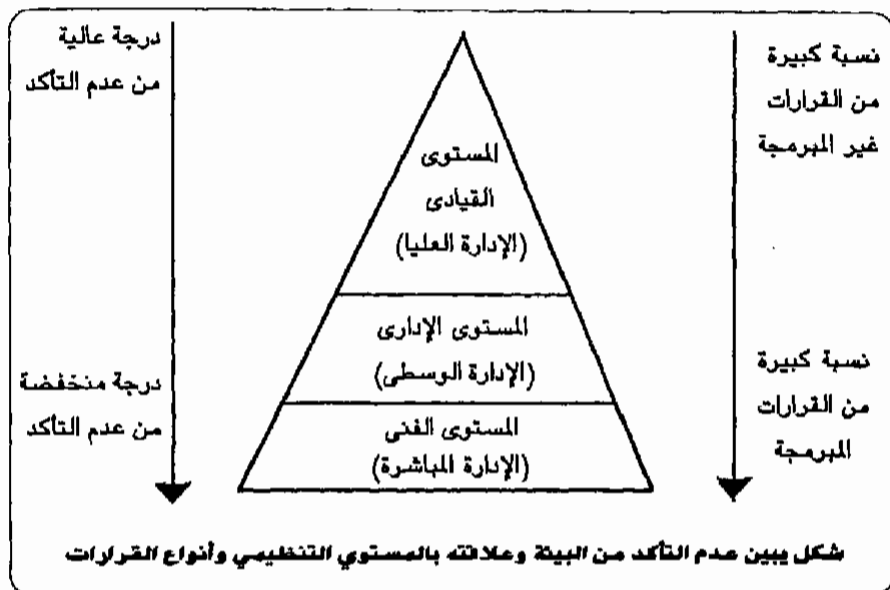 نسبة كبيرة
من القرارات
غير المبرمجة
نسبة كبيرة
من القرارات
المبرمجة
المستوى
القيادى
(الإدارة العليا)
المستوى الإدارى
(الإدارة الوسطى)
المستوى الفنى
(الإدارة المباشرة)
درجة عالية
من عدم التأكد
درجة منخفضة
من عدم التأكد
شكل يبين عدم التأكد من البيئة وعلاقته بالمستوي التنظيمي وأنواع القرارات